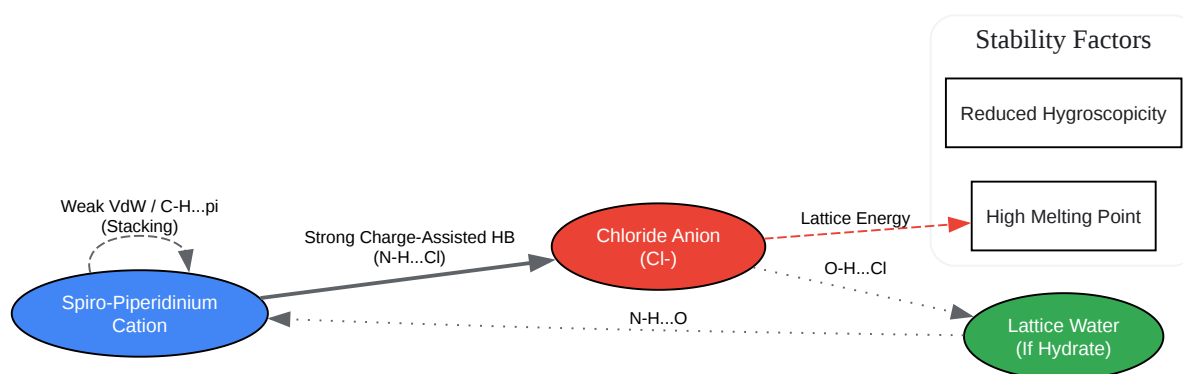 Stability Factors
Reduced Hygroscopicity
High Melting Point
Weak VdW / C-H...pi
(Stacking)
Strong Charge-Assisted HB
(N-H...Cl)
Chloride Anion
(Cl-)
Lattice Energy
O-H...Cl
Spiro-Piperidinium
Cation
N-H...O
Lattice Water
(If Hydrate)